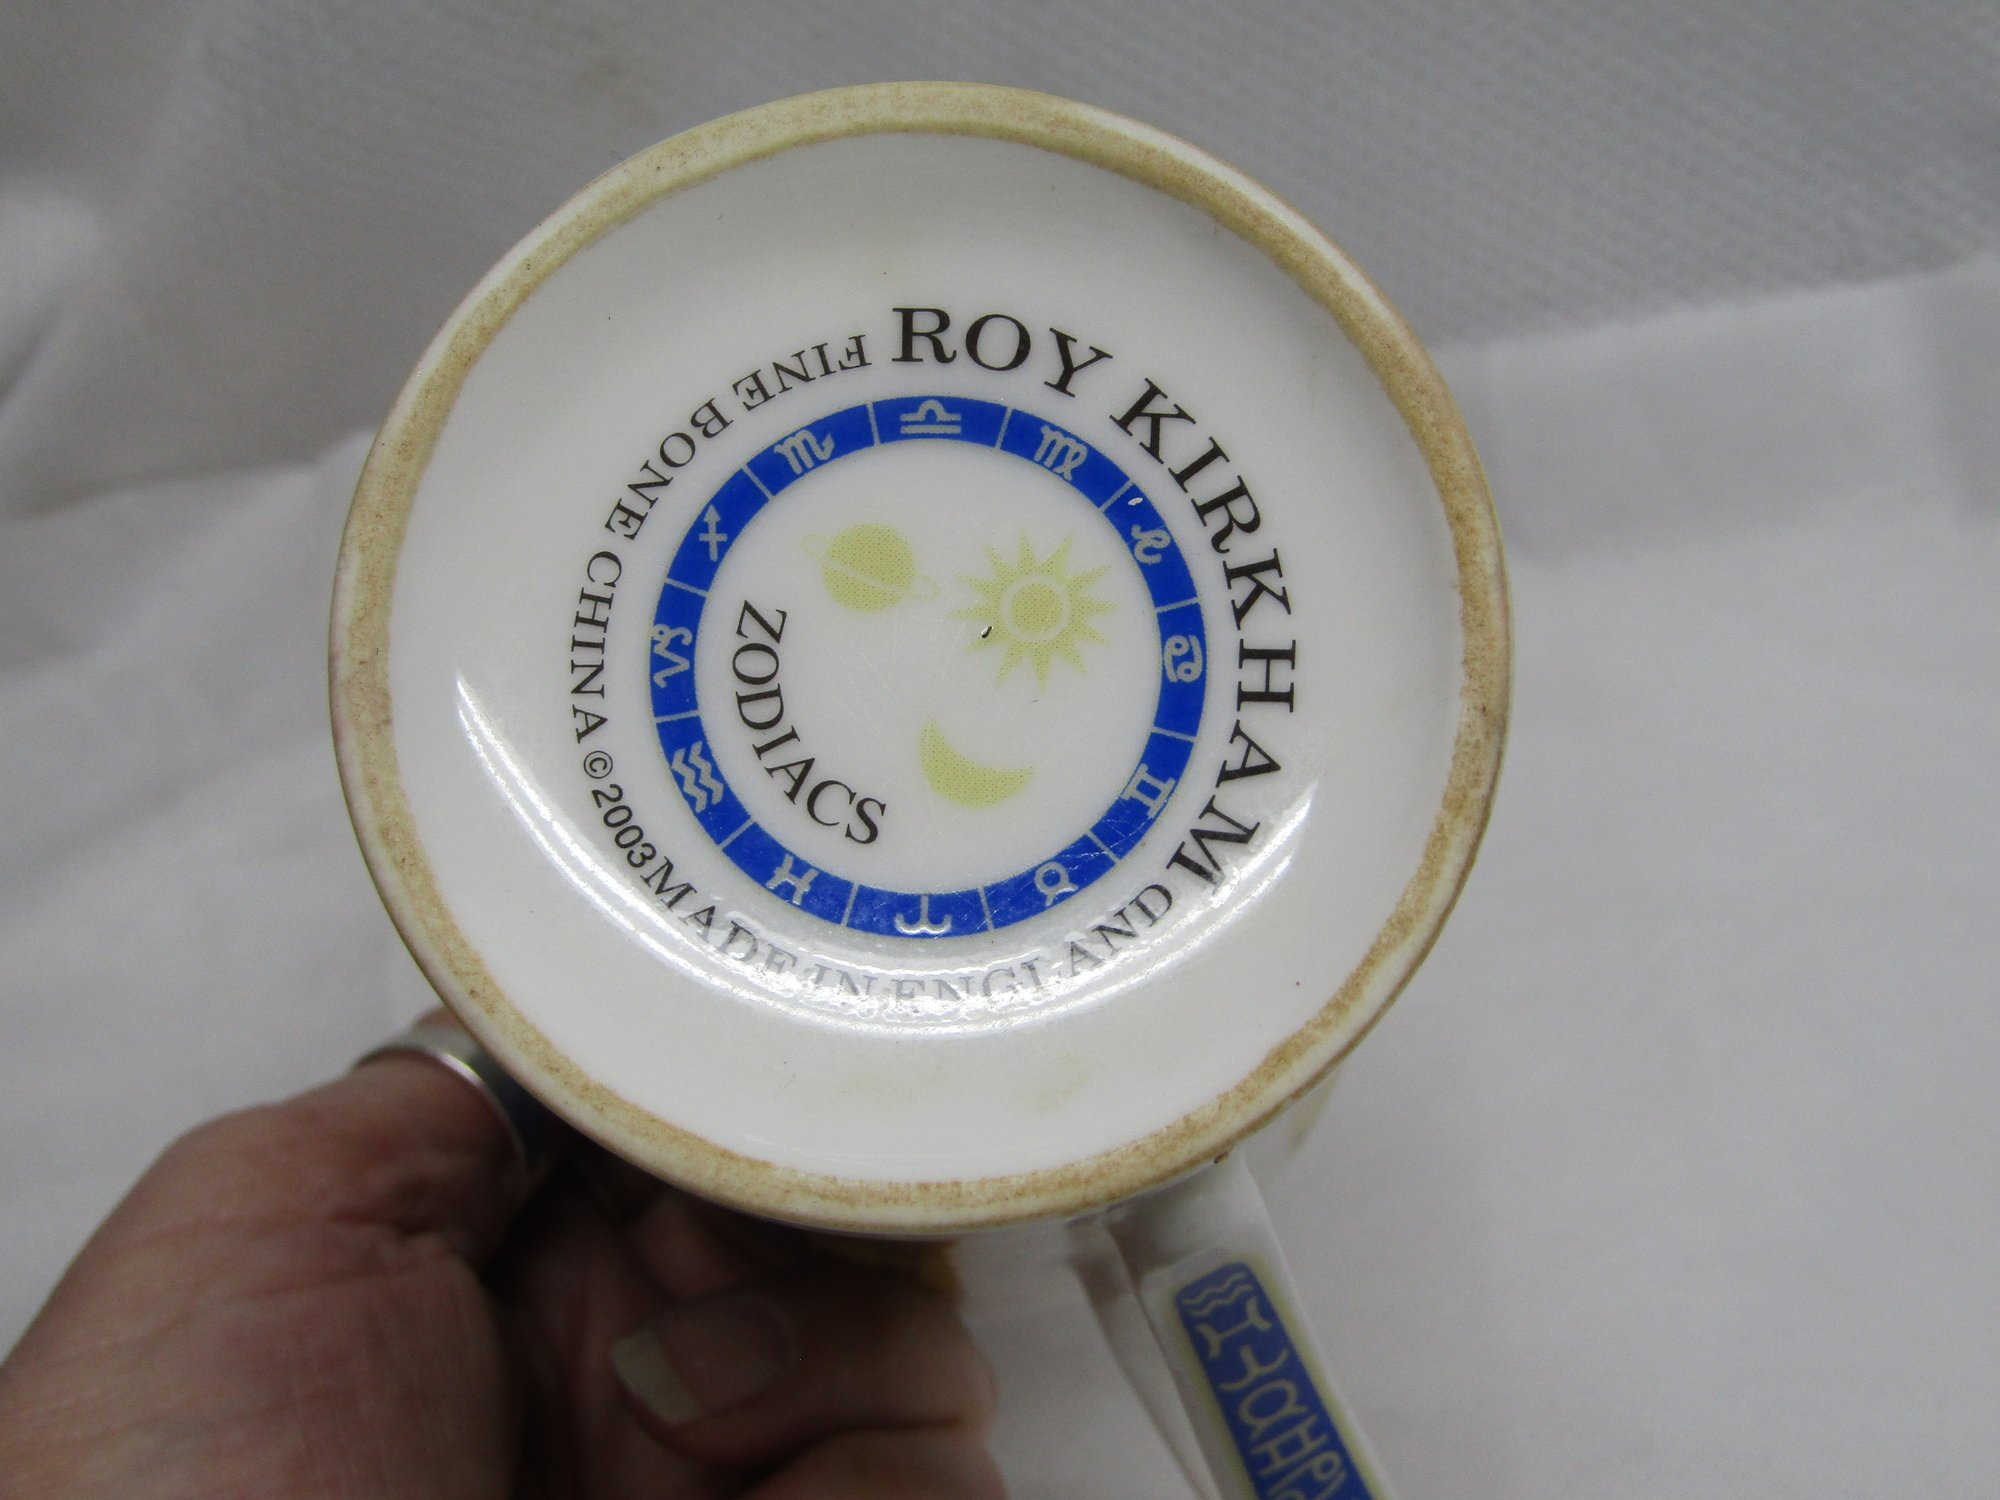 ROY KIRKHAM
FINE BONE CHINA © 2003
MADE IN ENGLAND
ZODIACS